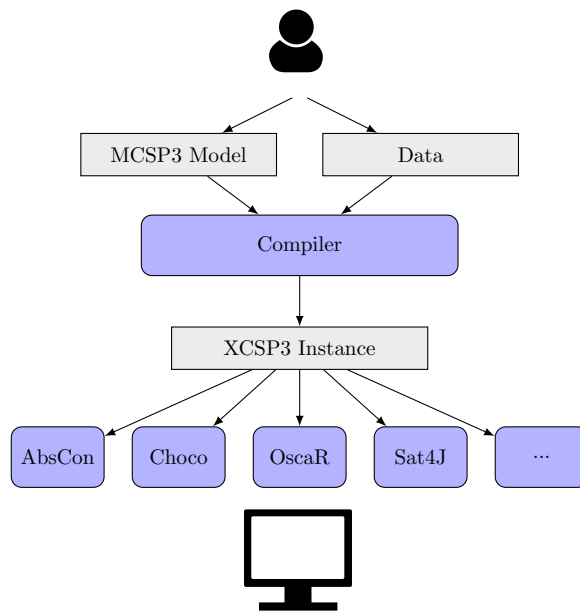 MCSP3 Model
Data
Compiler
XCSP3 Instance
AbsCon
Choco
OscaR
Sat4J
...